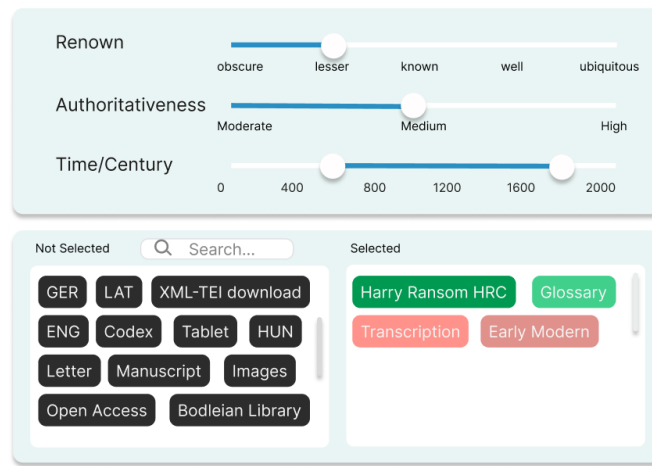 Renown
obscure lesser known well ubiquitous
Authoritativeness
Moderate Medium High
Time/Century
0 400 800 1200 1600 2000
Not Selected Search... Selected
GER LAT XML-TEI download Harry Ransom HRC Glossary
ENG Codex Tablet HUN Transcription Early Modern
Letter Manuscript Images
Open Access Bodleian Library